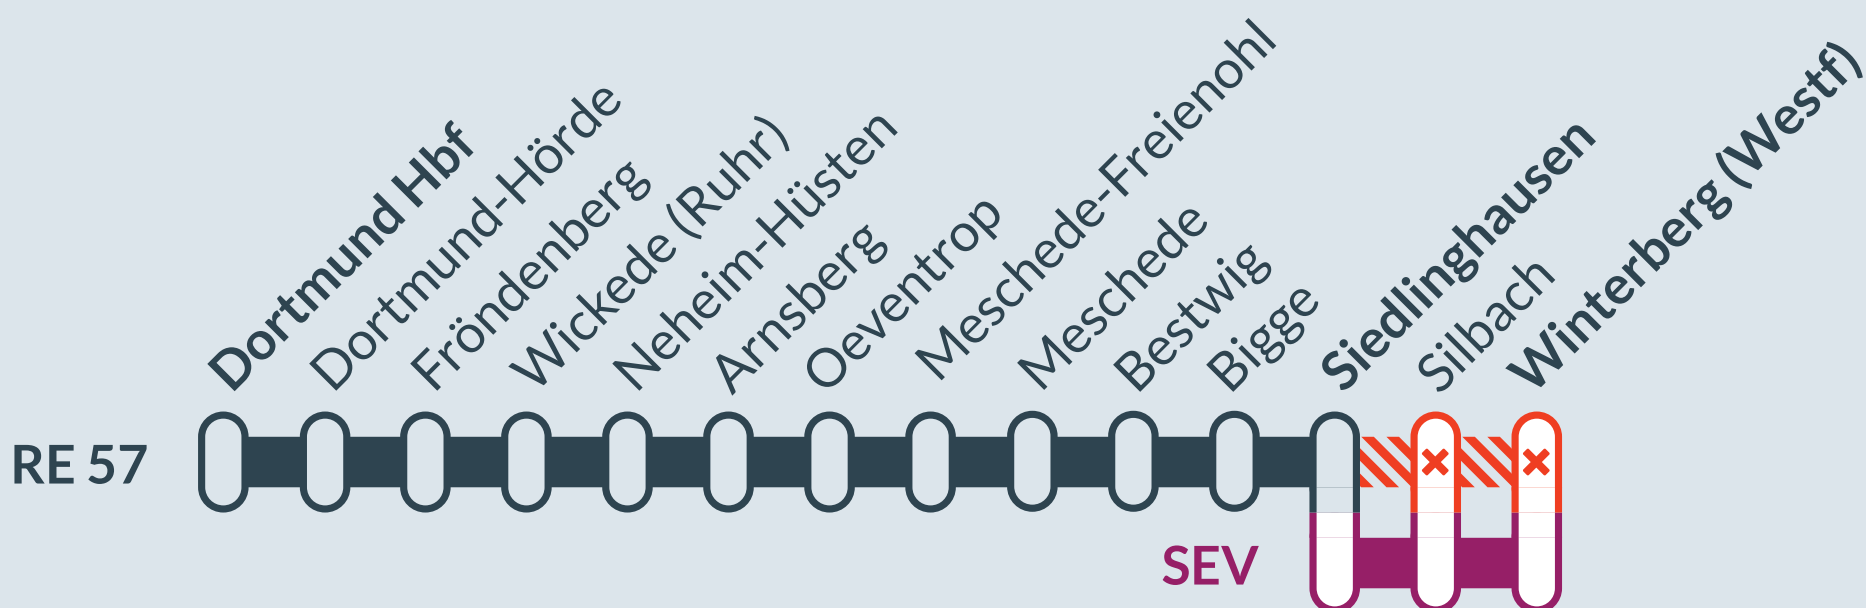 Dortmund Hbf
Dortmund-Hörde
Fröndenberg
Wickede (Ruhr)
Neheim-Hüsten
Arnsberg
Oeventrop
Meschede-Freienohl
Meschede
Bestwig
Bigge
Siedlinghausen
Silbach
Winterberg (Westf)
RE 57
SEV